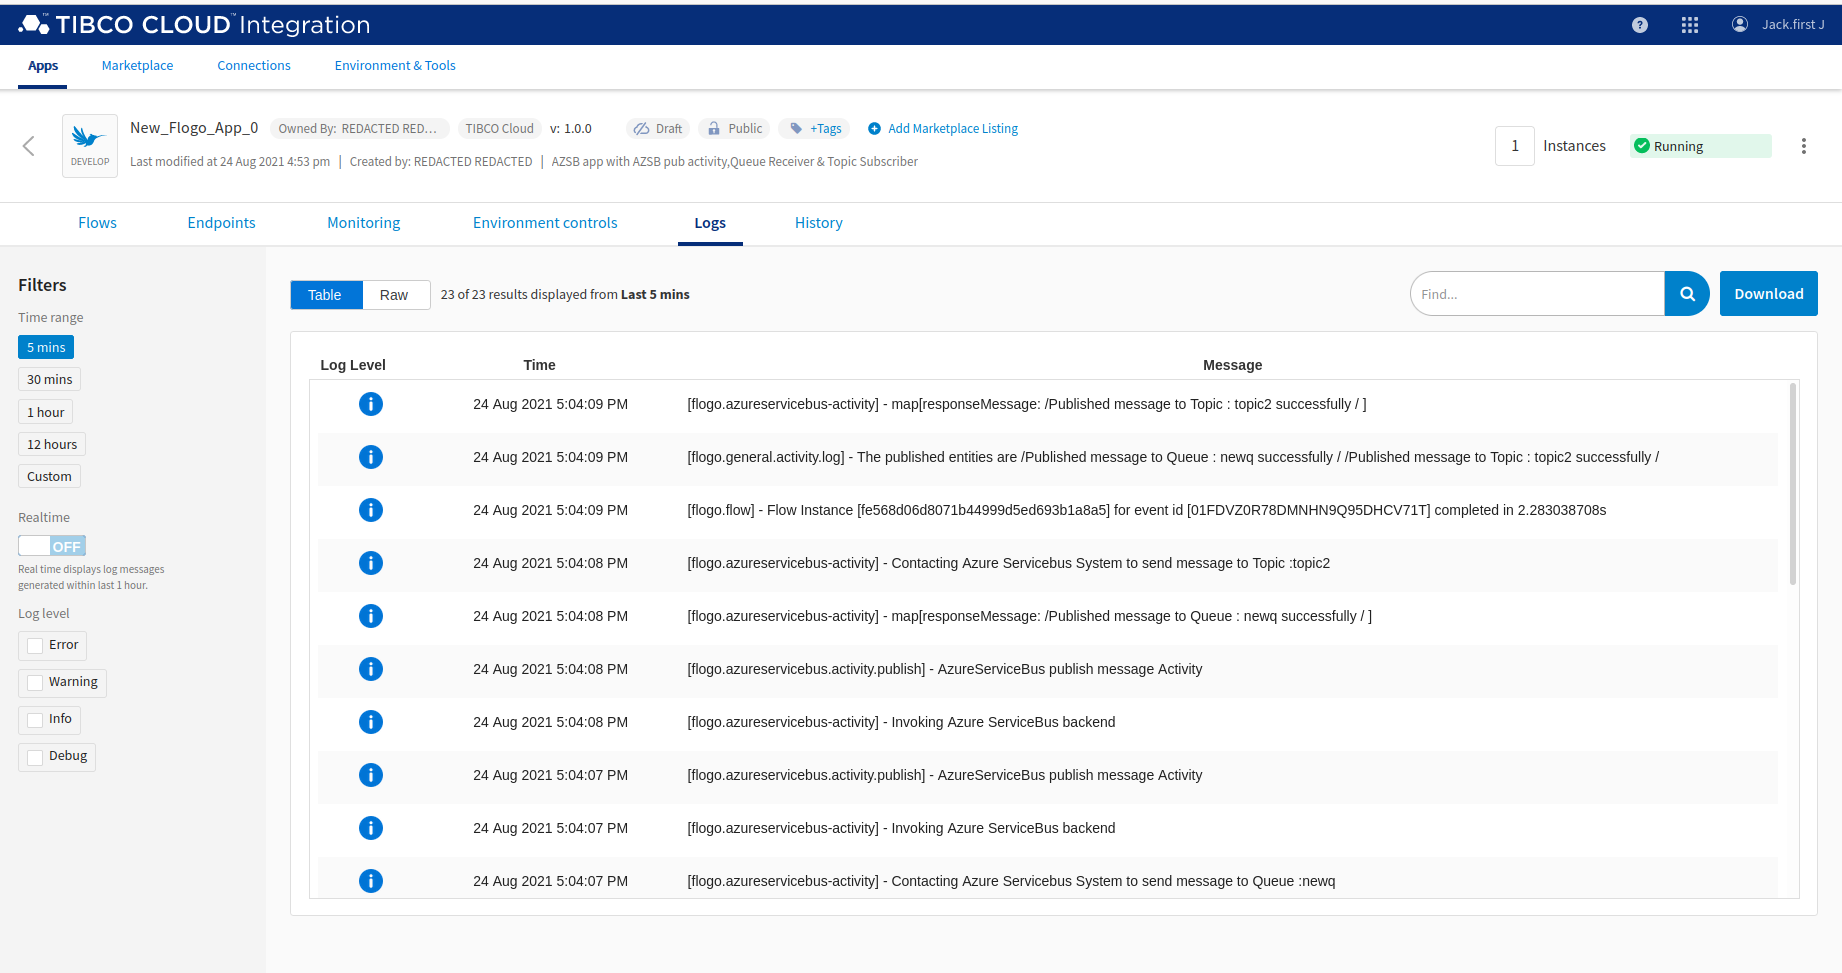 TIBCO CLOUD™ Integration
Jack.first J
Apps Marketplace Connections Environment & Tools
DEVELOP
New_Flogo_App_0 Owned By: REDACTED RED... TIBCO Cloud v: 1.0.0 Draft Public +Tags Add Marketplace Listing
Last modified at 24 Aug 2021 4:53 pm | Created by: REDACTED REDACTED | AZSB app with AZSB pub activity,Queue Receiver & Topic Subscriber
1 Instances Running
Flows Endpoints Monitoring Environment controls Logs History
Filters
Time range
5 mins
30 mins
1 hour
12 hours
Custom
Realtime
OFF
Real time displays log messages
generated within last 1 hour.
Log level
Error
Warning
Info
Debug
Table Raw 23 of 23 results displayed from Last 5 mins
Find... Download
Log Level Time Message
24 Aug 2021 5:04:09 PM [flogo.azureservicebus-activity] - map[responseMessage: /Published message to Topic : topic2 successfully / ]
24 Aug 2021 5:04:09 PM [flogo.general.activity.log] - The published entities are /Published message to Queue : newq successfully / /Published message to Topic : topic2 successfully /
24 Aug 2021 5:04:09 PM [flogo.flow] - Flow Instance [fe568d06d8071b44999d5ed693b1a8a5] for event id [01FDVZ0R78DMNHN9Q95DHCV71T] completed in 2.283038708s
24 Aug 2021 5:04:08 PM [flogo.azureservicebus-activity] - Contacting Azure Servicebus System to send message to Topic :topic2
24 Aug 2021 5:04:08 PM [flogo.azureservicebus-activity] - map[responseMessage: /Published message to Queue : newq successfully / ]
24 Aug 2021 5:04:08 PM [flogo.azureservicebus.activity.publish] - AzureServiceBus publish message Activity
24 Aug 2021 5:04:08 PM [flogo.azureservicebus-activity] - Invoking Azure ServiceBus backend
24 Aug 2021 5:04:07 PM [flogo.azureservicebus.activity.publish] - AzureServiceBus publish message Activity
24 Aug 2021 5:04:07 PM [flogo.azureservicebus-activity] - Invoking Azure ServiceBus backend
24 Aug 2021 5:04:07 PM [flogo.azureservicebus-activity] - Contacting Azure Servicebus System to send message to Queue :newq